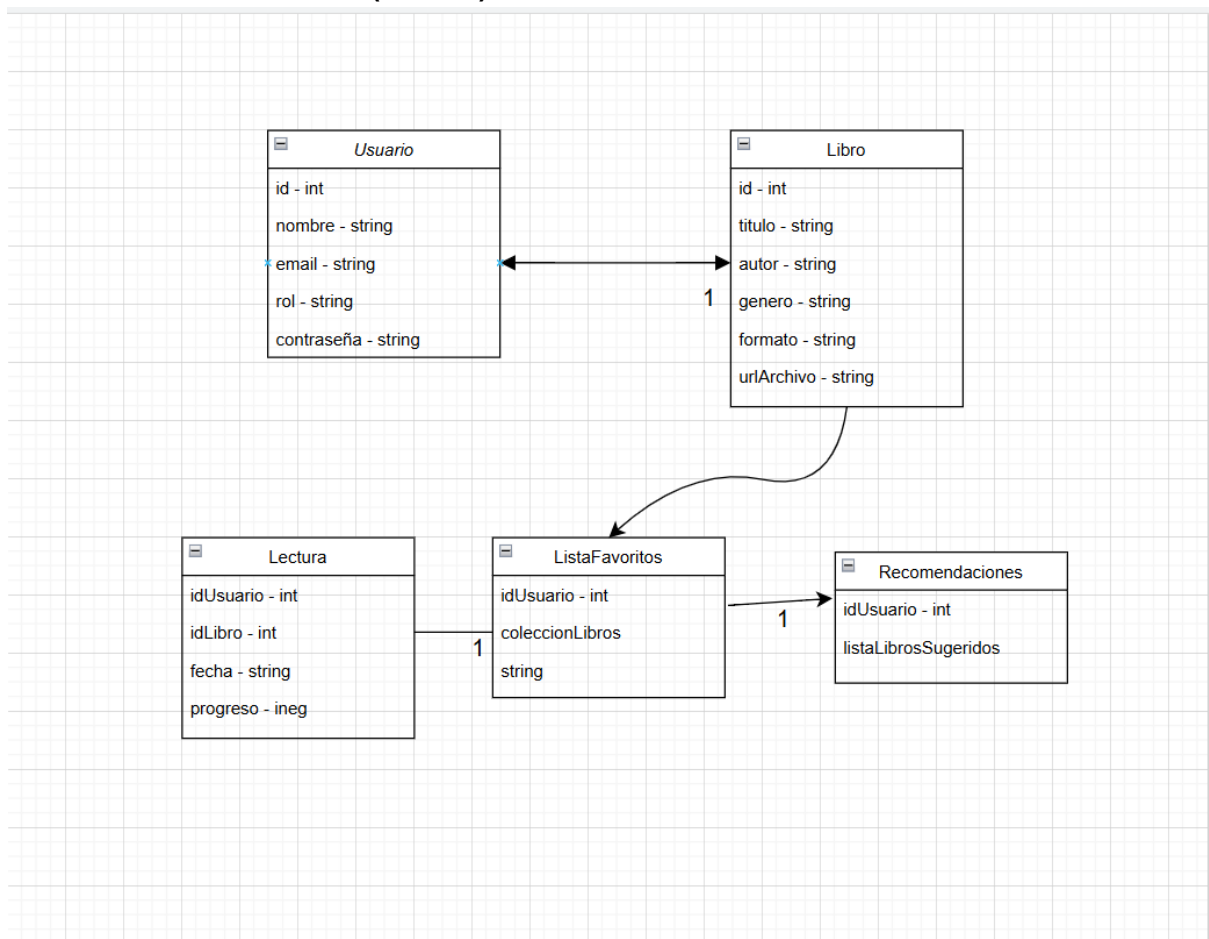 Usuario
id - int
nombre - string
email - string
rol - string
contraseña - string
1
Libro
id - int
titulo - string
autor - string
genero - string
formato - string
urlArchivo - string
Lectura
idUsuario - int
idLibro - int
fecha - string
progreso - ineg
1
ListaFavoritos
idUsuario - int
coleccionLibros
string
1
Recomendaciones
idUsuario - int
listaLibrosSugeridos